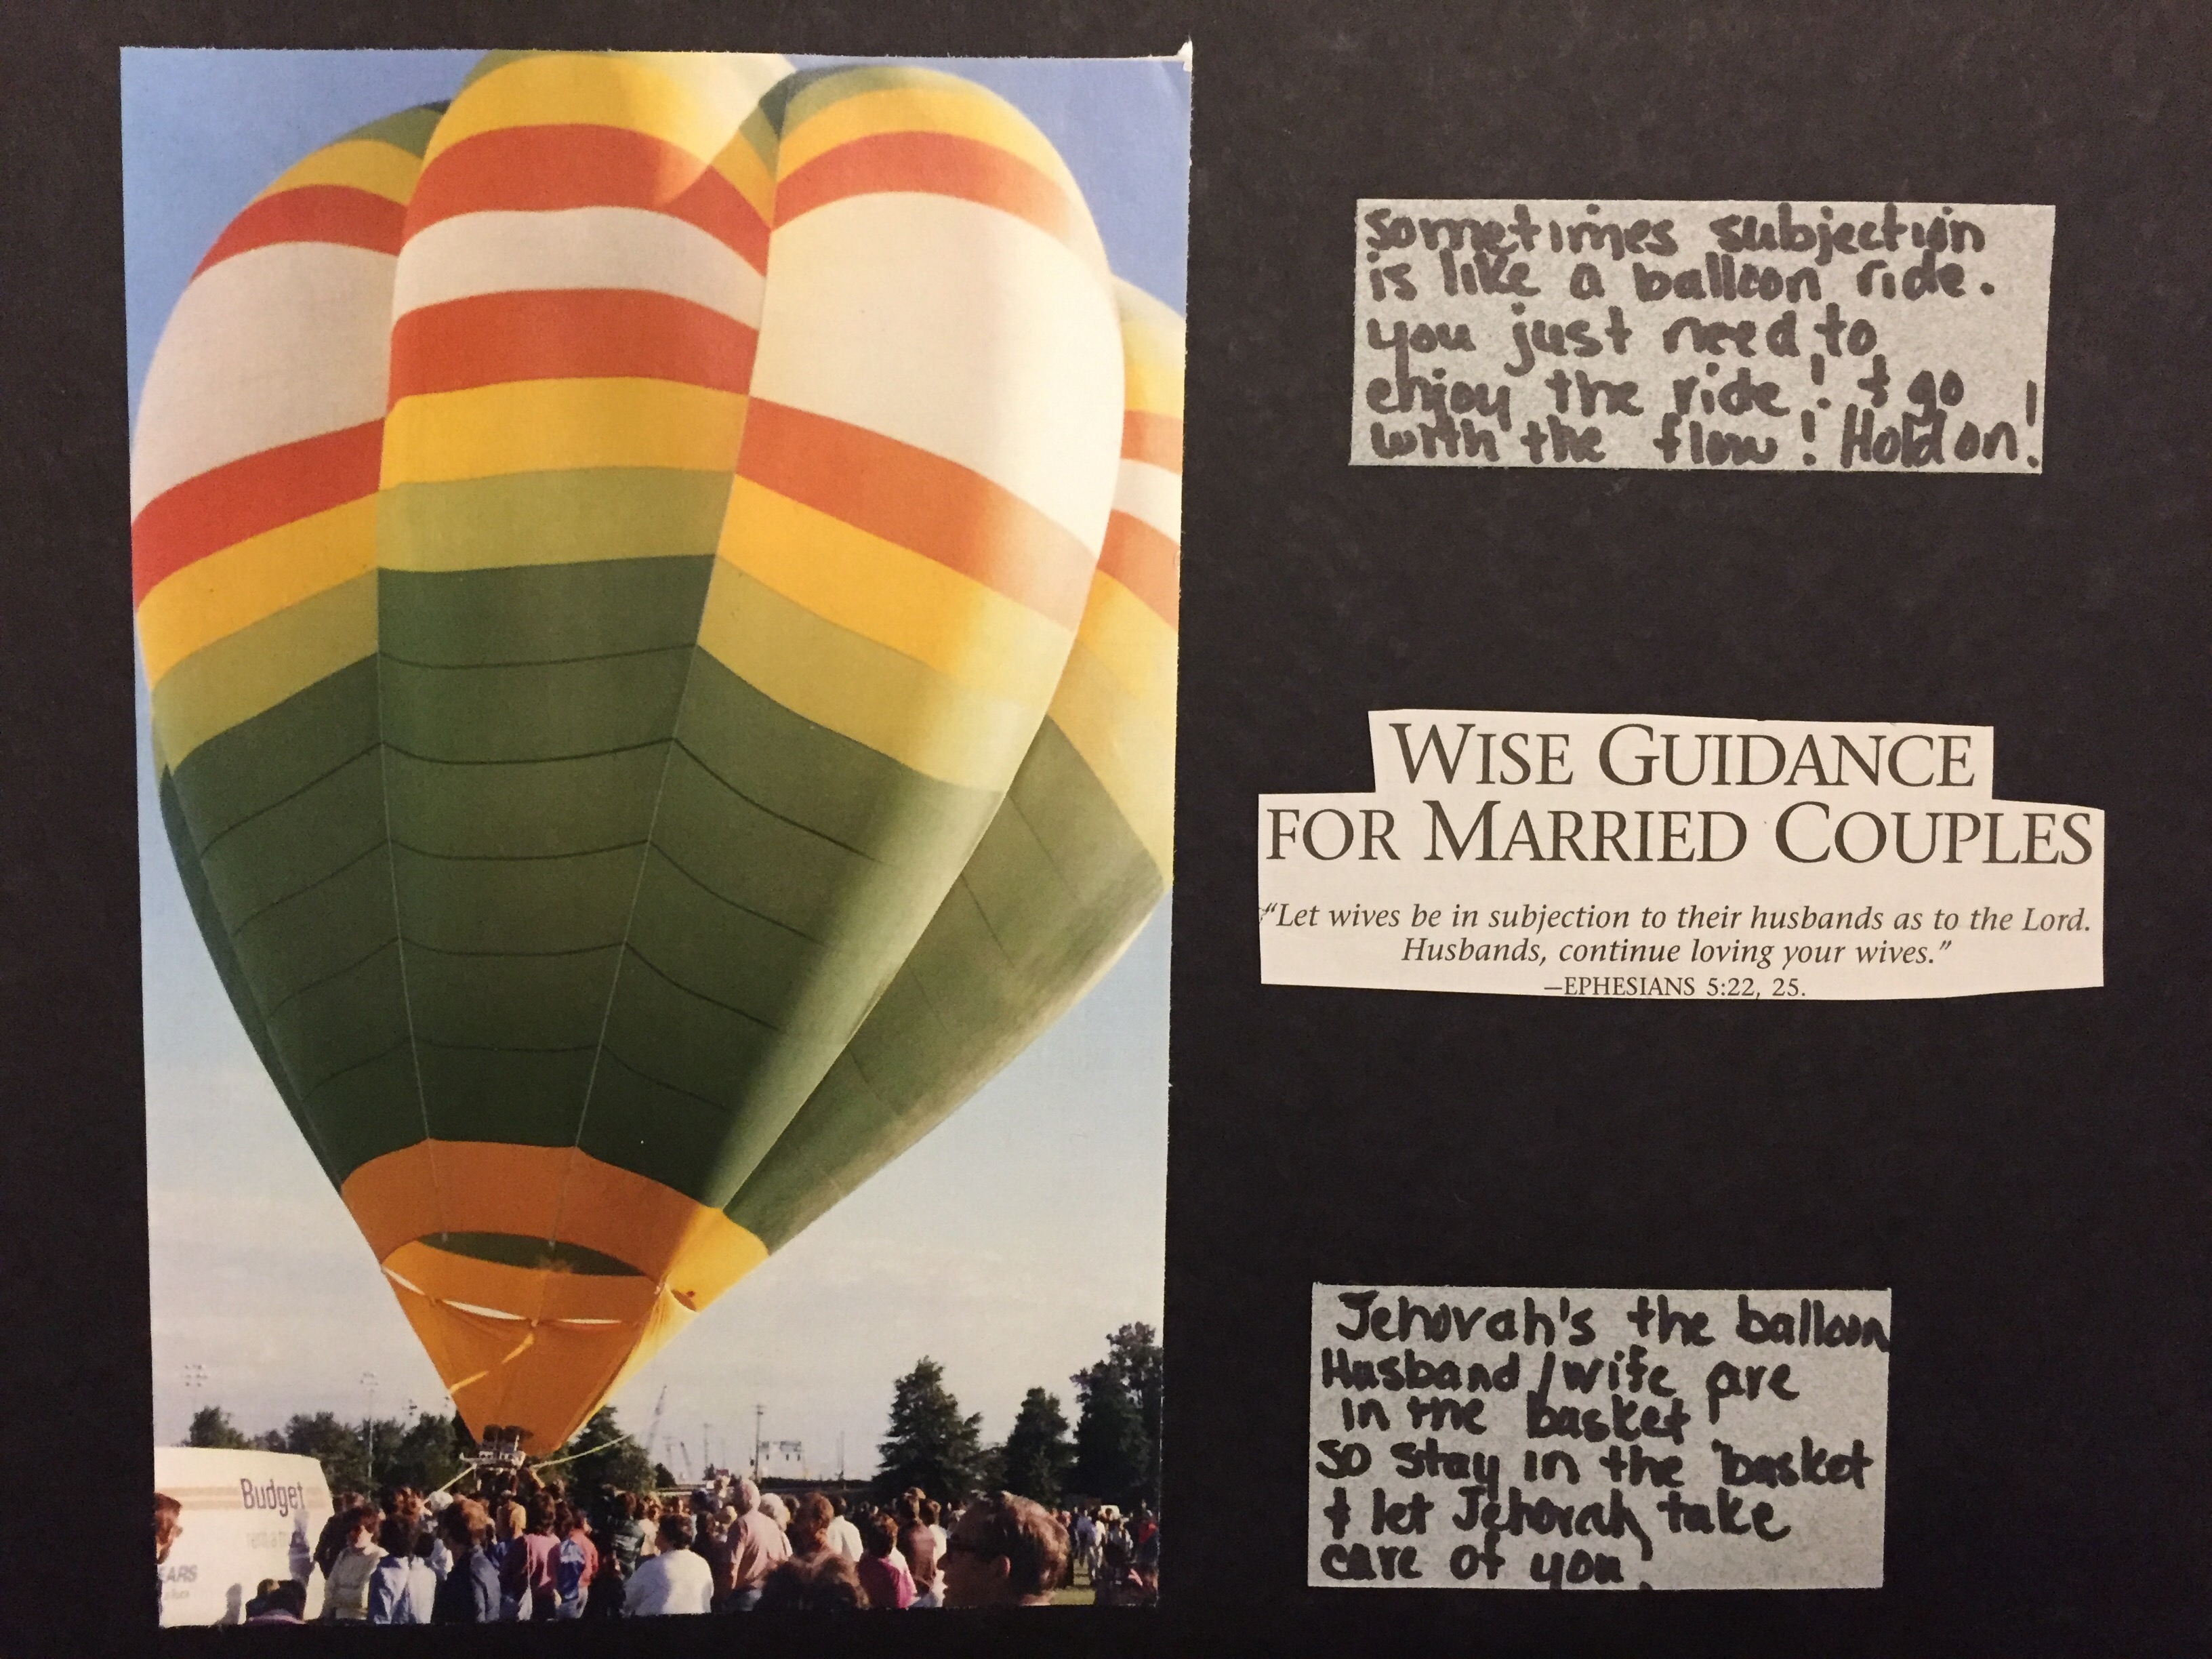 Budget
EARS
sometimes subjection
is like a balloon ride.
you just need to
enjoy the ride! & go
with the flow! Hold on!
WISE GUIDANCE
FOR MARRIED COUPLES
“Let wives be in subjection to their husbands as to the Lord.
Husbands, continue loving your wives.”
—EPHESIANS 5:22, 25.
Jehovah's the balloon
Husband/wife are
in the basket
so stay in the basket
& let Jehovah take
care of you!